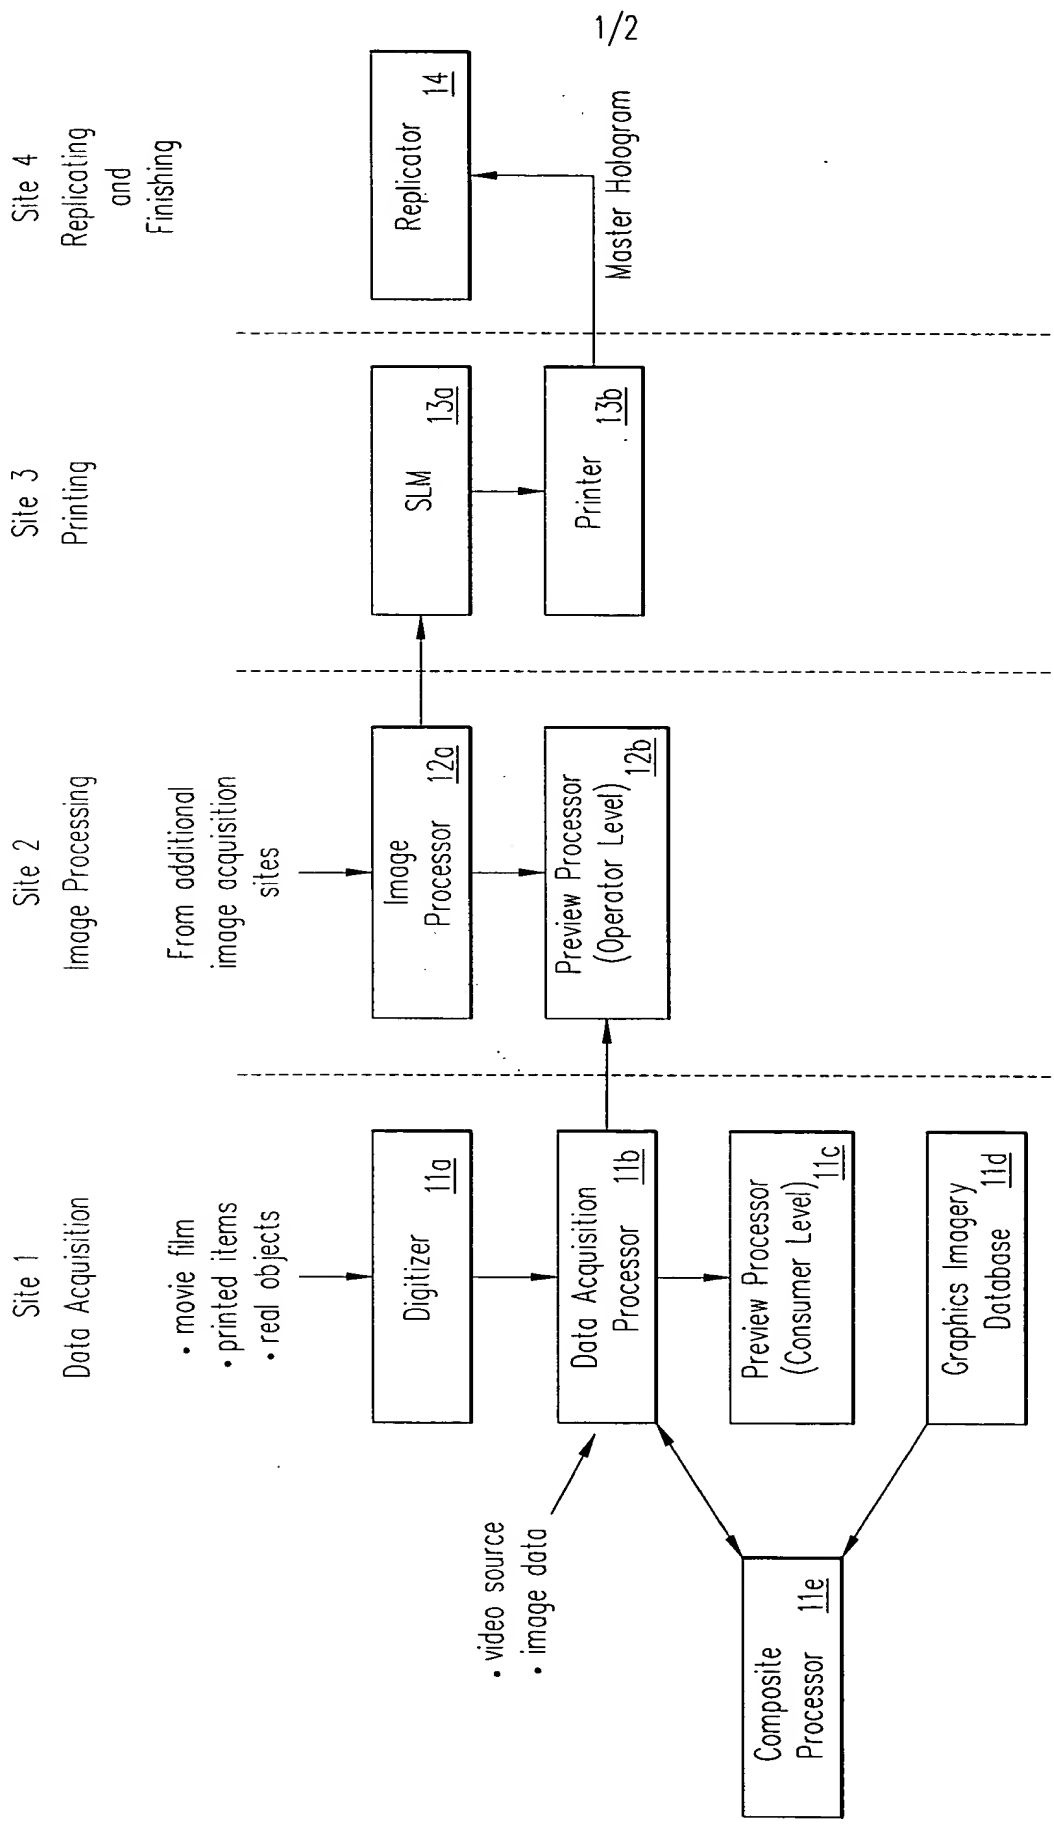 1/2
Site 1
Data Acquisition
• movie film
• printed items
• real objects
Digitizer
11a
• video source
• image data
Data Acquisition
Processor
11b
Preview Processor
(Consumer Level)
11c
Graphics Imagery
Database
11d
Composite
Processor
11e
Site 2
Image Processing
From additional
image acquisition
sites
Image
Processor
12a
Preview Processor
(Operator Level)
12b
Site 3
Printing
SLM
13a
Printer
13b
Site 4
Replicating
and
Finishing
Replicator
14
Master Hologram